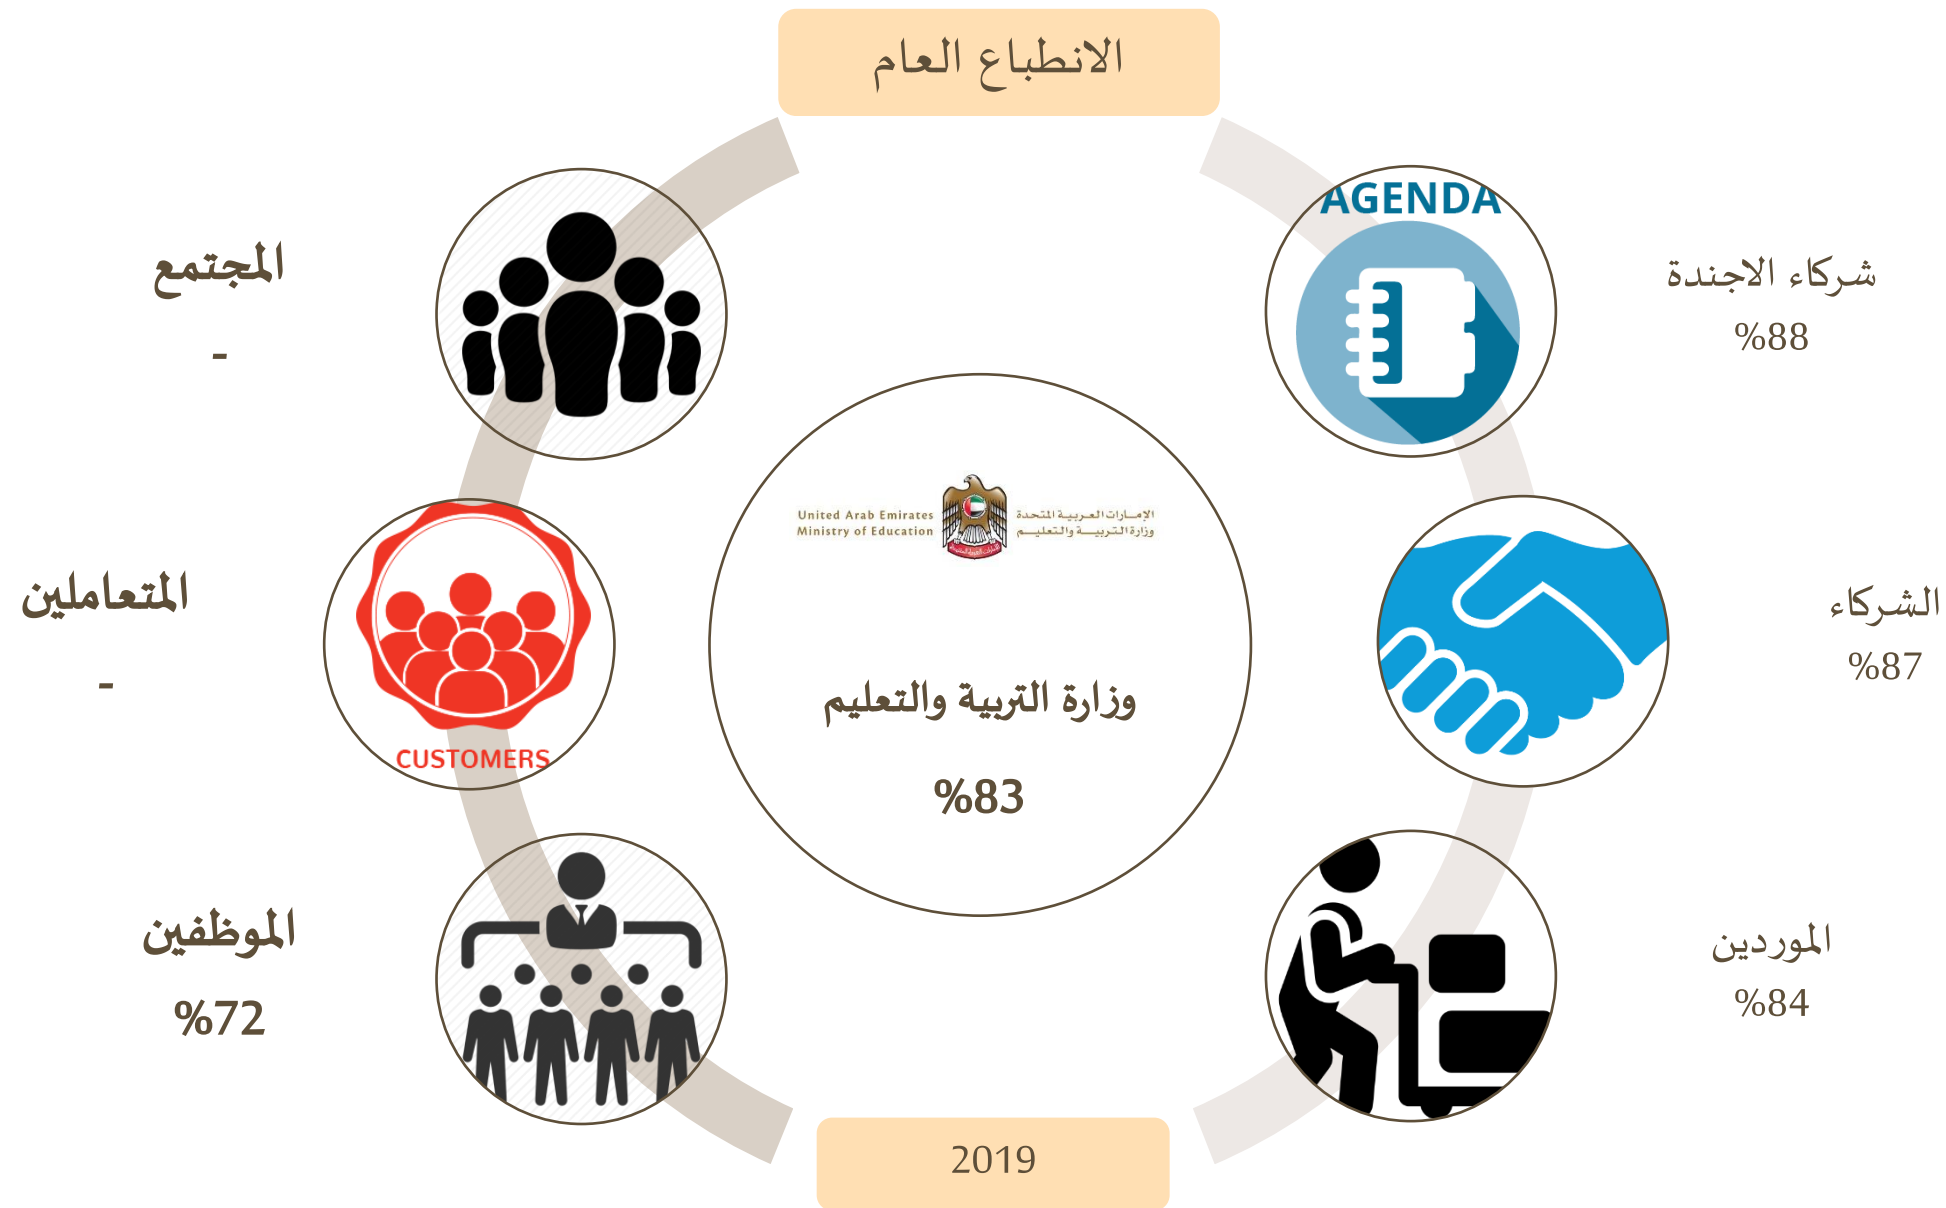 الانطباع العام
AGENDA
شركاء الاجندة
%88
الشركاء
%87
الموردين
%84
المجتمع
-
المتعاملين
-
CUSTOMERS
الموظفين
%72
United Arab Emirates
Ministry of Education
الإمارات العربية المتحدة
وزارة التربية والتعليم
وزارة التربية والتعليم
%83
2019